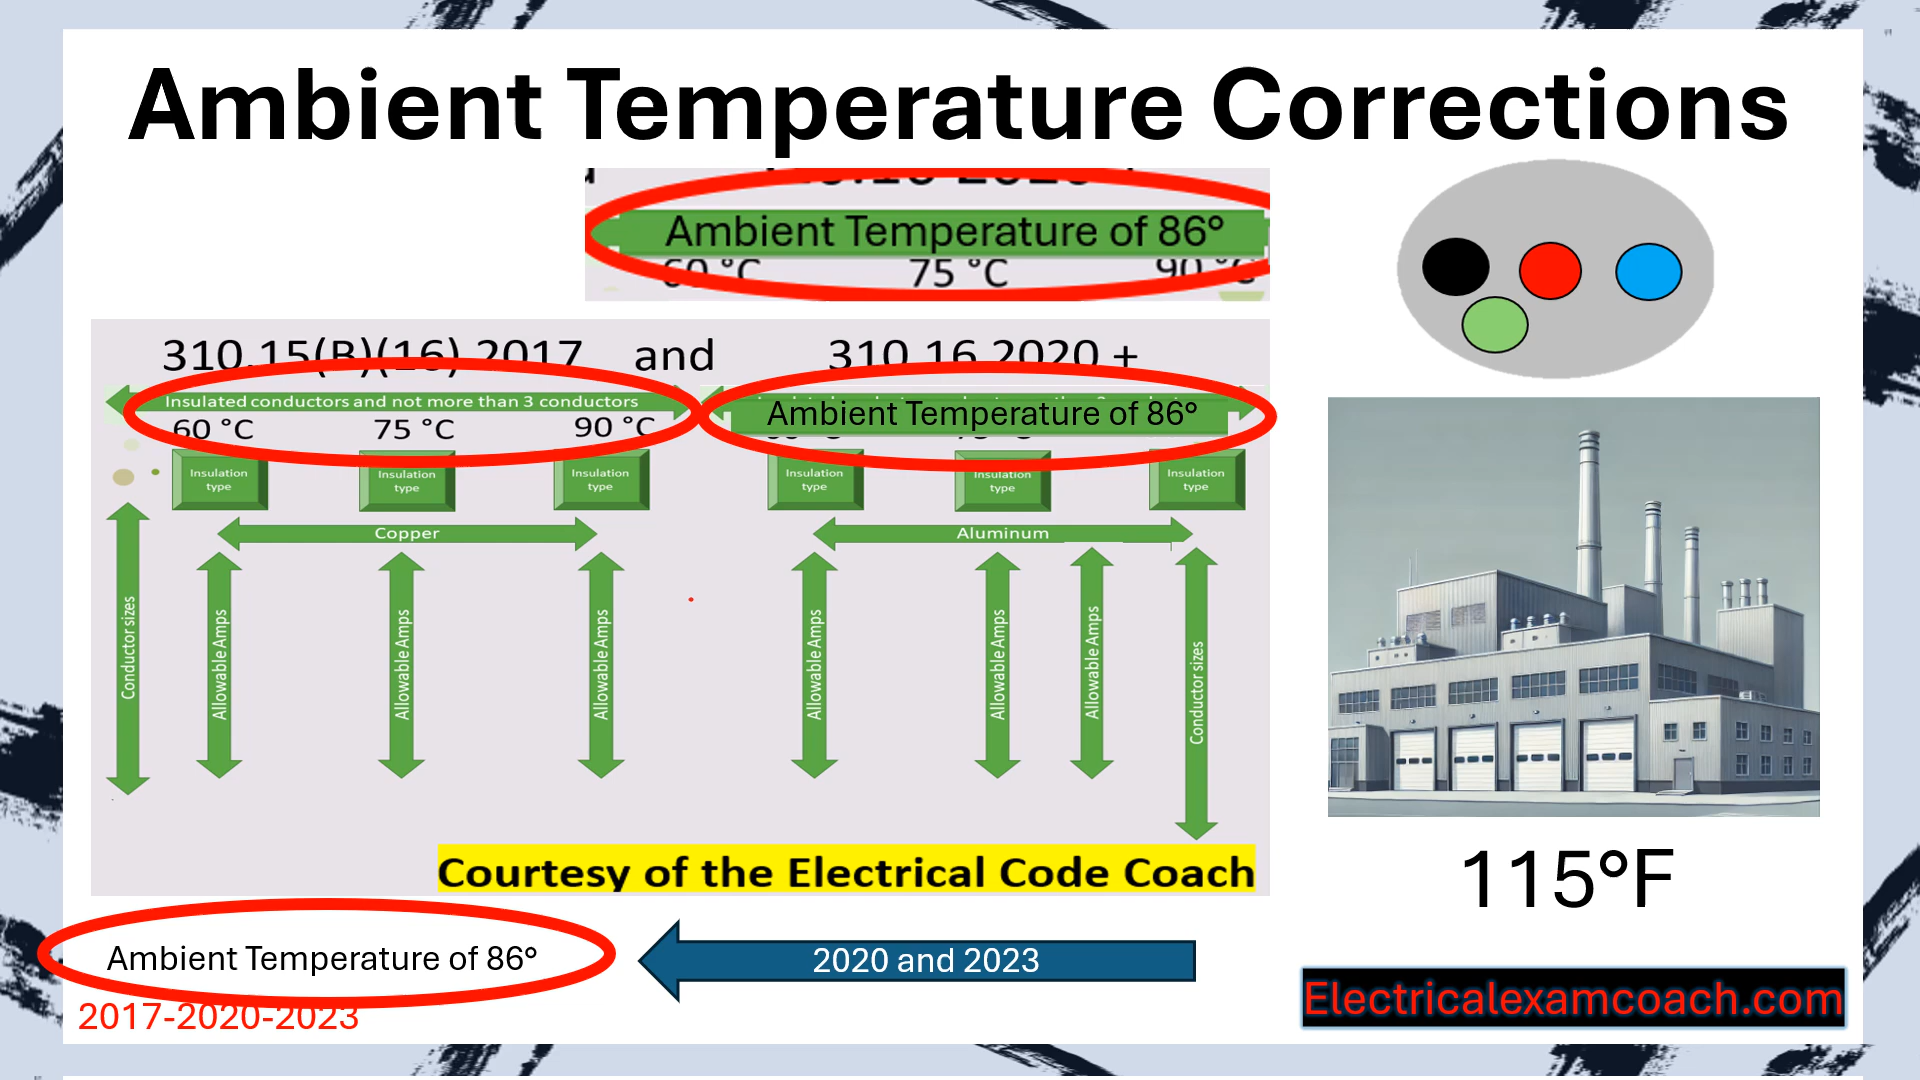 Ambient Temperature Corrections
Ambient Temperature of 86°
60 °C 75 °C 90 °C
310.15(B)(16) 2017 and 310.16 2020 +
Insulated conductors and not more than 3 conductors
Ambient Temperature of 86°
60 °C 75 °C 90 °C
Insulation type
Insulation type
Insulation type
Insulation type
Insulation type
Insulation type
Copper
Aluminum
Conductor sizes
Allowable Amps
Allowable Amps
Allowable Amps
Allowable Amps
Allowable Amps
Allowable Amps
Conductor sizes
Courtesy of the Electrical Code Coach
115°F
Ambient Temperature of 86°
2020 and 2023
2017-2020-2023
Electricalexamcoach.com